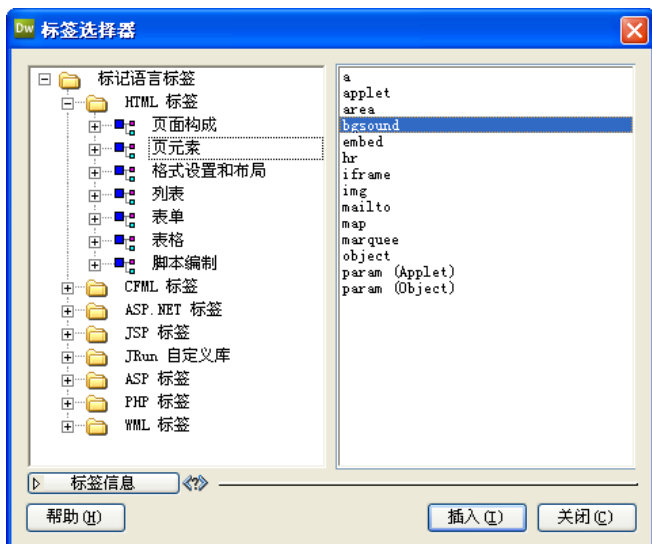 Dw 标签选择器
标记语言标签
HTML 标签
页面构成
页元素
格式设置和布局
列表
表单
表格
脚本编制
CFML 标签
ASP.NET 标签
JSP 标签
JRun 自定义库
ASP 标签
PHP 标签
WML 标签
a
applet
area
bgsound
embed
hr
iframe
img
mailto
map
marquee
object
param (Applet)
param (Object)
标签信息
帮助(H)
插入(I)
关闭(C)